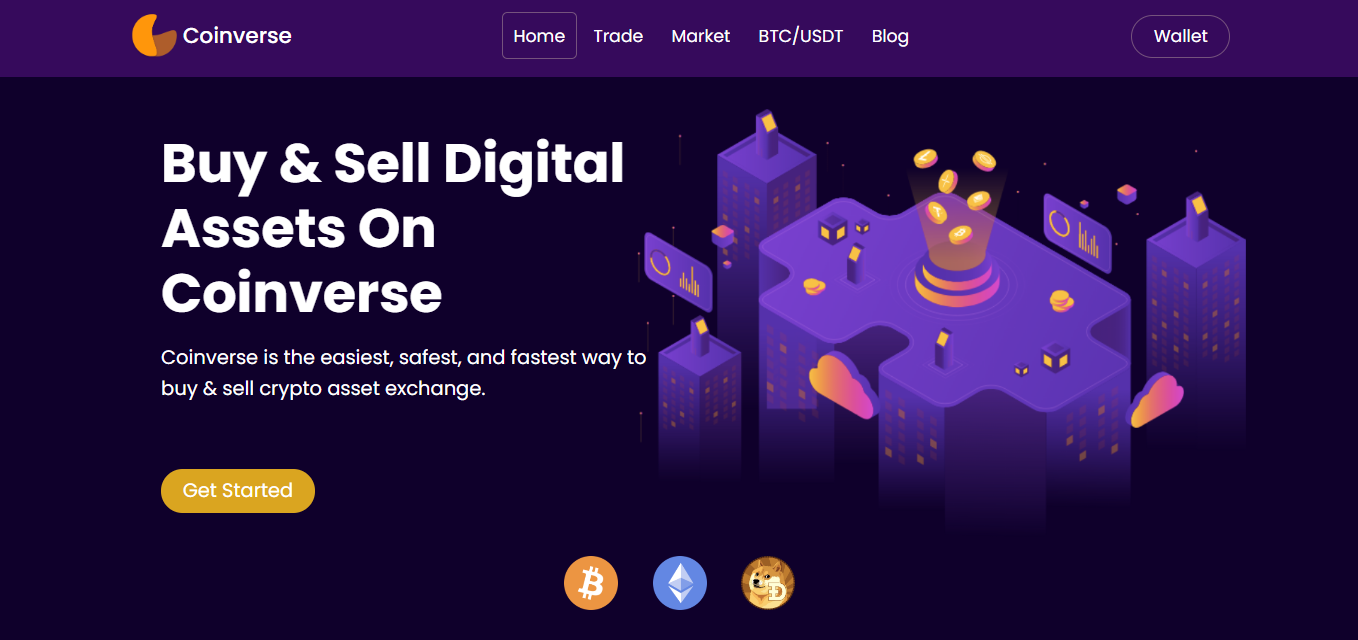 Coinverse
Home
Trade
Market
BTC/USDT
Blog
Wallet
Buy & Sell Digital
Assets On
Coinverse
Coinverse is the easiest, safest, and fastest way to
buy & sell crypto asset exchange.
Get Started